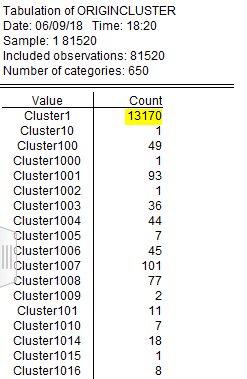 Tabulation of ORIGINCLUSTER
Date: 06/09/18 Time: 18:20
Sample: 1 81520
Included observations: 81520
Number of categories: 650
Value Count
Cluster1 13170
Cluster10 1
Cluster100 49
Cluster1000 1
Cluster1001 93
Cluster1002 1
Cluster1003 36
Cluster1004 44
Cluster1005 7
Cluster1006 45
Cluster1007 101
Cluster1008 77
Cluster1009 2
Cluster101 11
Cluster1010 7
Cluster1014 18
Cluster1015 1
Cluster1016 8